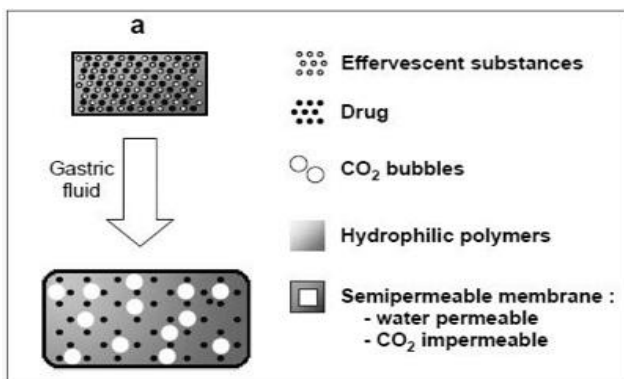 a
Gastric
fluid
Effervescent substances
Drug
CO₂ bubbles
Hydrophilic polymers
Semipermeable membrane :
- water permeable
- CO₂ impermeable